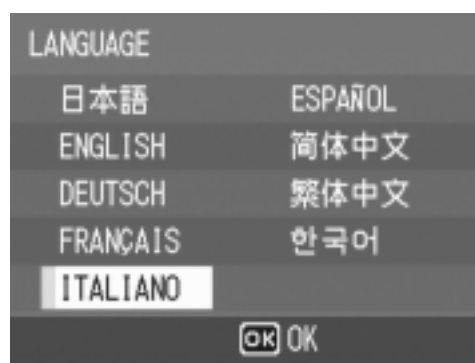 LANGUAGE
日本語 ESPAÑOL
ENGLISH 简体中文
DEUTSCH 繁体中文
FRANÇAIS 한국어
ITALIANO
OK OK